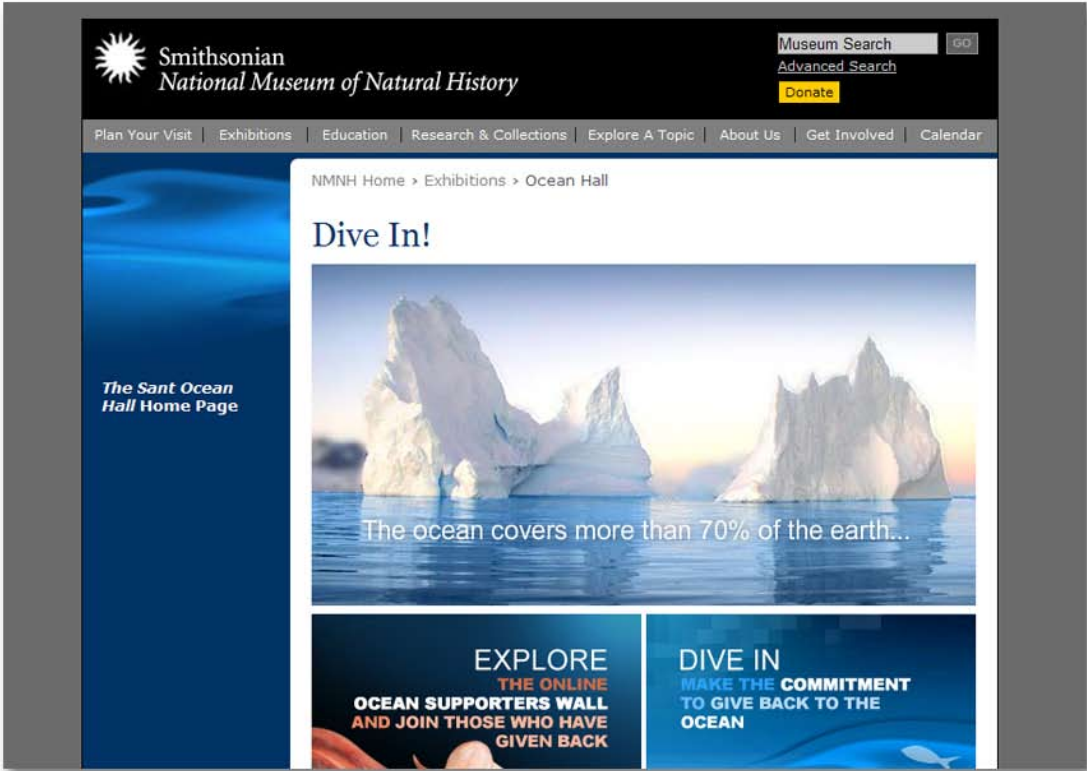 Smithsonian
National Museum of Natural History
Museum Search GO
Advanced Search
Donate
Plan Your Visit | Exhibitions | Education | Research & Collections | Explore A Topic | About Us | Get Involved | Calendar
NMNH Home › Exhibitions › Ocean Hall
Dive In!
The Sant Ocean
Hall Home Page
The ocean covers more than 70% of the earth...
EXPLORE
THE ONLINE
OCEAN SUPPORTERS WALL
AND JOIN THOSE WHO HAVE
GIVEN BACK
DIVE IN
MAKE THE COMMITMENT
TO GIVE BACK TO THE
OCEAN